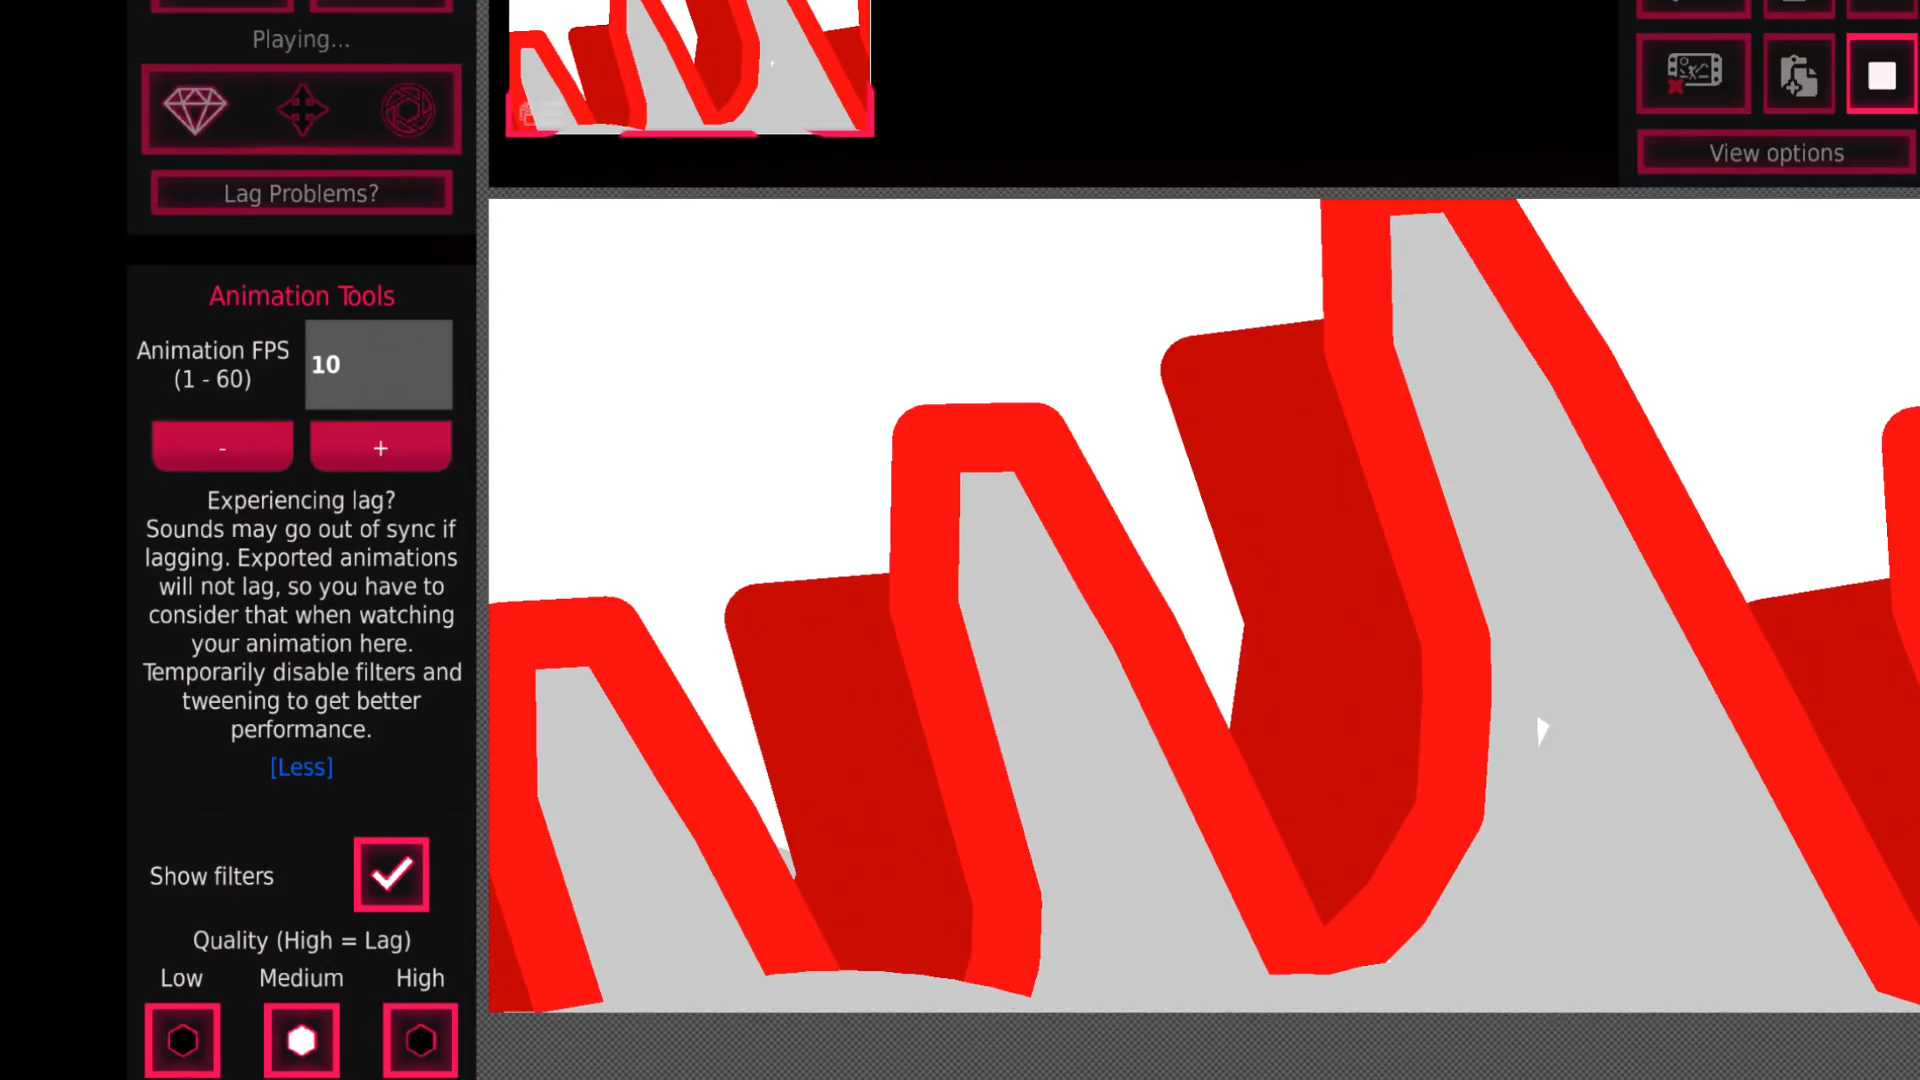 Playing...
Lag Problems?
View options
Animation Tools
Animation FPS
(1 - 60)
10
-
+
Experiencing lag?
Sounds may go out of sync if
lagging. Exported animations
will not lag, so you have to
consider that when watching
your animation here.
Temporarily disable filters and
tweening to get better
performance.
[Less]
Show filters
Quality (High = Lag)
Low Medium High